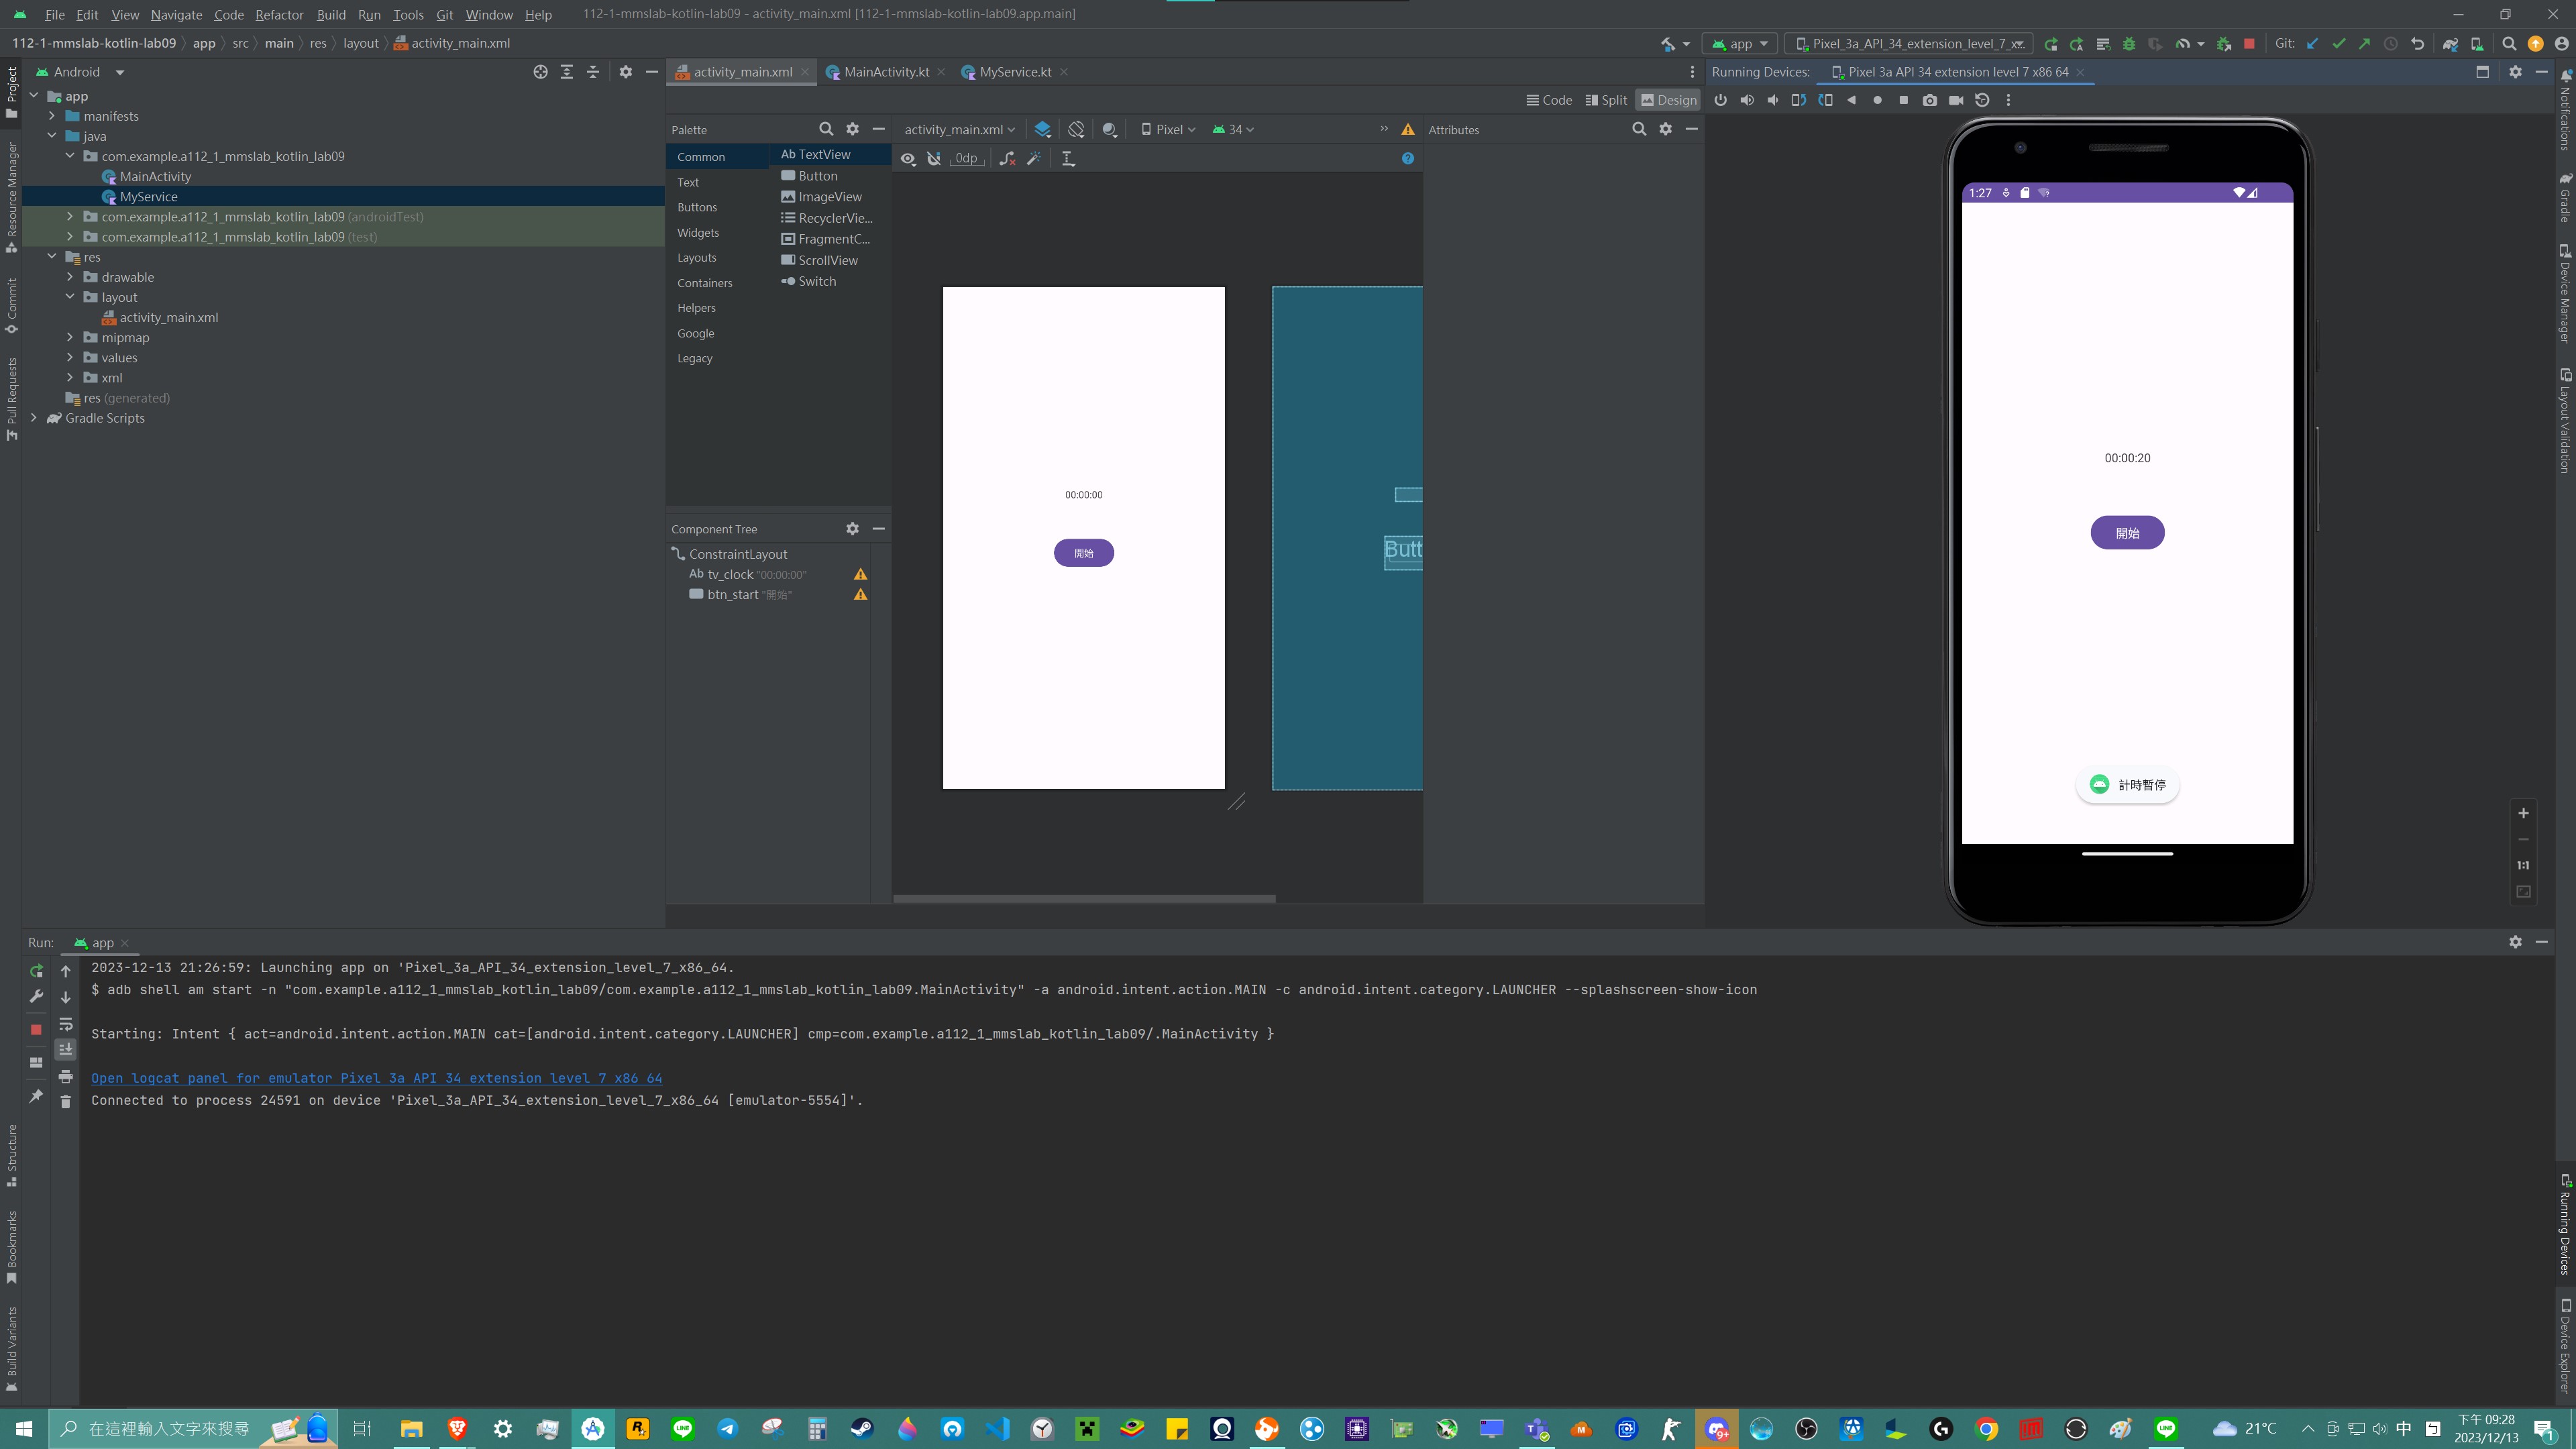 File Edit View Navigate Code Refactor Build Run Tools Git Window Help 112-1-mmslab-kotlin-lab09 - activity_main.xml [112-1-mmslab-kotlin-lab09.app.main]
112-1-mmslab-kotlin-lab09 app src main res layout activity_main.xml
app Pixel_3a_API_34_extension_level_7_x... Git:
Project
Resource Manager
Commit
Pull Requests
Structure
Bookmarks
Build Variants
Android
app
manifests
java
com.example.a112_1_mmslab_kotlin_lab09
MainActivity
MyService
com.example.a112_1_mmslab_kotlin_lab09 (androidTest)
com.example.a112_1_mmslab_kotlin_lab09 (test)
res
drawable
layout
activity_main.xml
mipmap
values
xml
res (generated)
Gradle Scripts
activity_main.xml MainActivity.kt MyService.kt
Code Split Design
Palette
Common
Text
Buttons
Widgets
Layouts
Containers
Helpers
Google
Legacy
Ab TextView
Button
ImageView
RecyclerVie...
FragmentC...
ScrollView
Switch
Component Tree
ConstraintLayout
Ab tv_clock "00:00:00"
btn_start "開始"
activity_main.xml Pixel 34
0dp
00:00:00
開始
Butt
Attributes
Running Devices: Pixel 3a API 34 extension level 7 x86 64
1:27
00:00:20
開始
計時暫停
1:1
Notifications
Gradle
Device Manager
Layout Validation
Running Devices
Device Explorer
Run: app
2023-12-13 21:26:59: Launching app on 'Pixel_3a_API_34_extension_level_7_x86_64.
$ adb shell am start -n "com.example.a112_1_mmslab_kotlin_lab09/com.example.a112_1_mmslab_kotlin_lab09.MainActivity" -a android.intent.action.MAIN -c android.intent.category.LAUNCHER --splashscreen-show-icon
Starting: Intent { act=android.intent.action.MAIN cat=[android.intent.category.LAUNCHER] cmp=com.example.a112_1_mmslab_kotlin_lab09/.MainActivity }
Open logcat panel for emulator Pixel 3a API 34 extension level 7 x86 64
Connected to process 24591 on device 'Pixel_3a_API_34_extension_level_7_x86_64 [emulator-5554]'.
在這裡輸入文字來搜尋
21°C
中
下午 09:28
2023/12/13
1